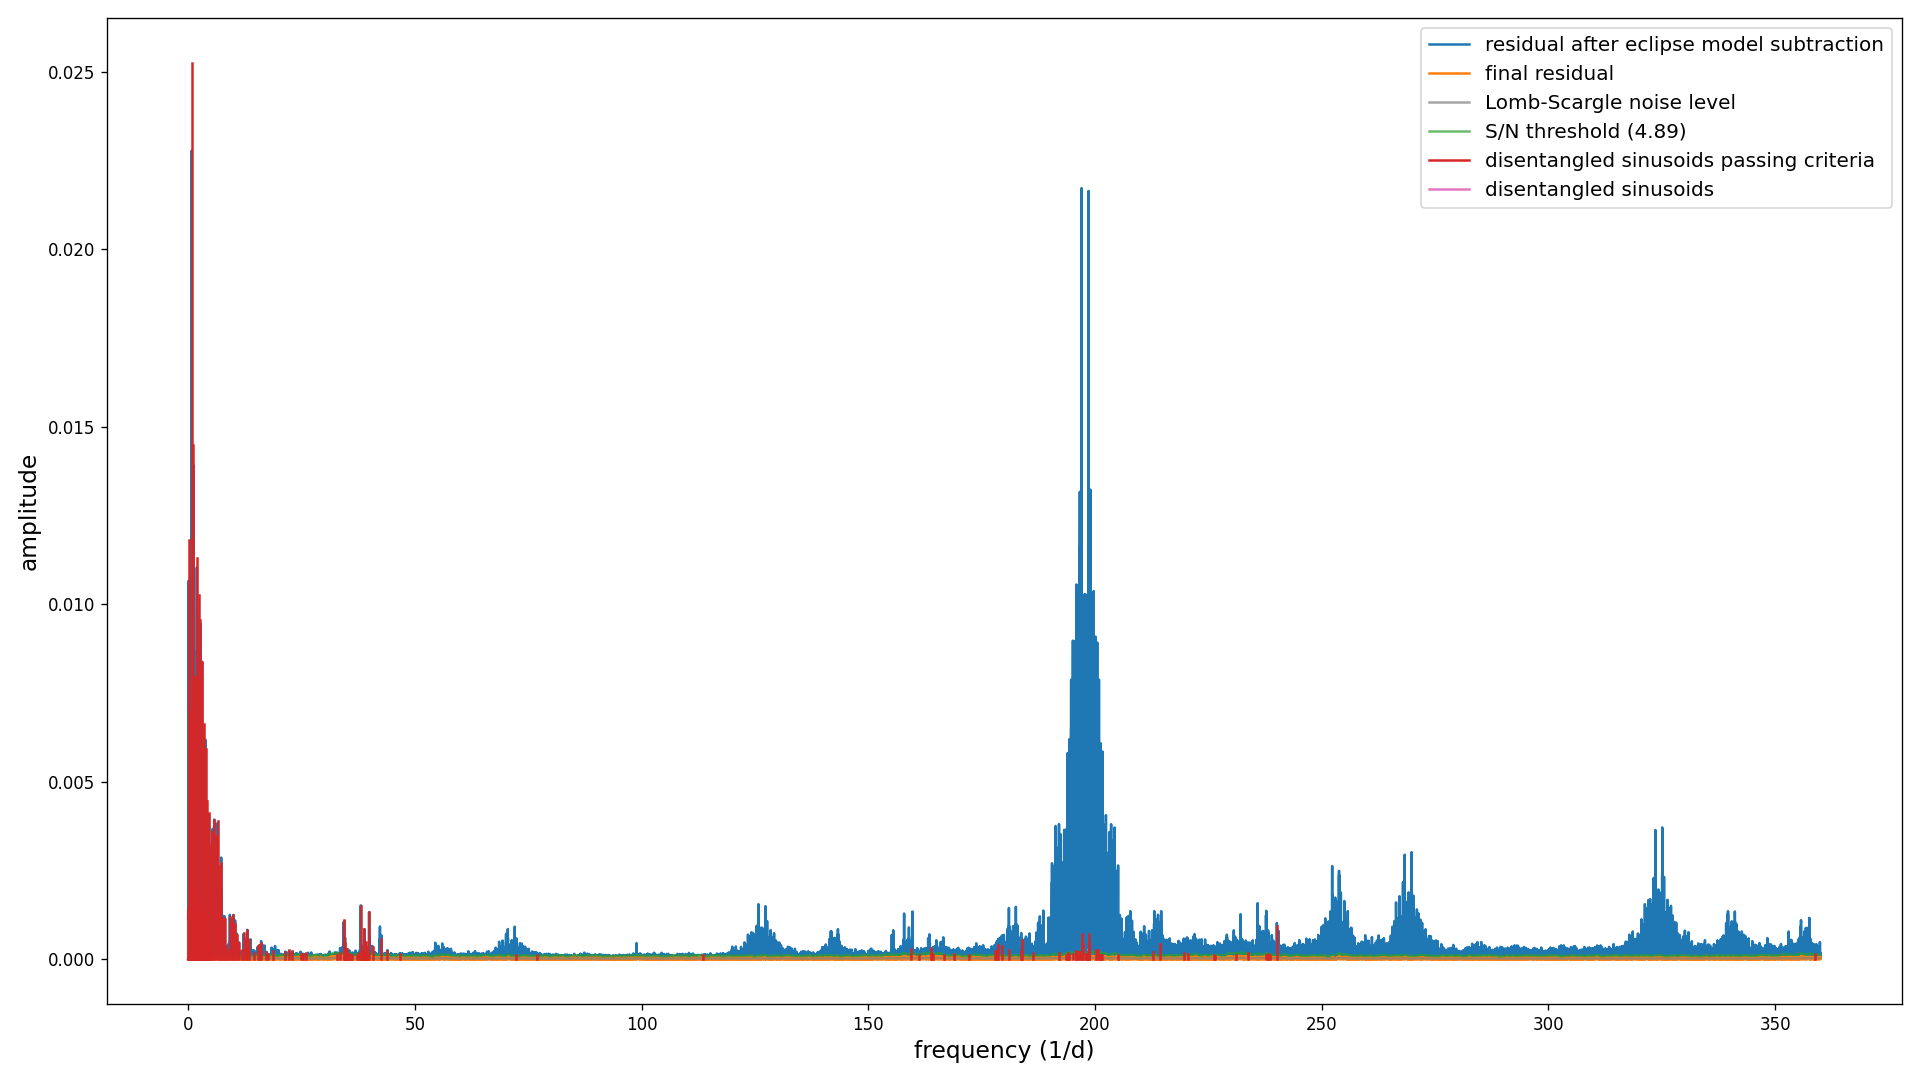 residual after eclipse model subtraction
final residual
Lomb-Scargle noise level
S/N threshold (4.89)
disentangled sinusoids passing criteria
disentangled sinusoids
0.025
0.020
0.015
0.010
0.005
0.000
amplitude
0 50 100 150 200 250 300 350
frequency (1/d)